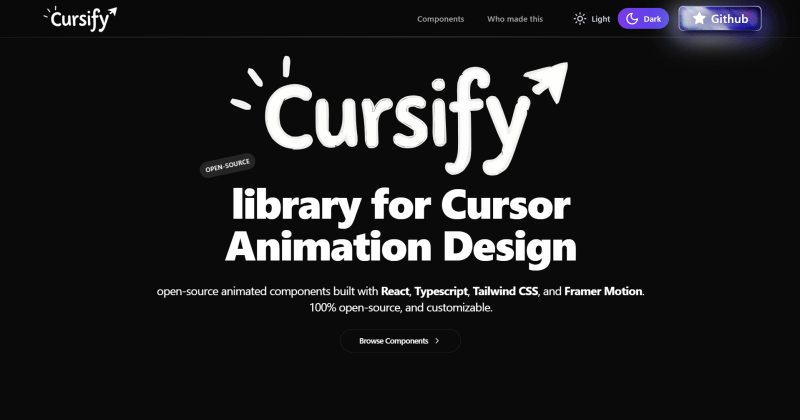 Cursify
Components
Who made this
Light
Dark
Github
Cursify
OPEN-SOURCE
library for Cursor
Animation Design
open-source animated components built with React, Typescript, Tailwind CSS, and Framer Motion.
100% open-source, and customizable.
Browse Components